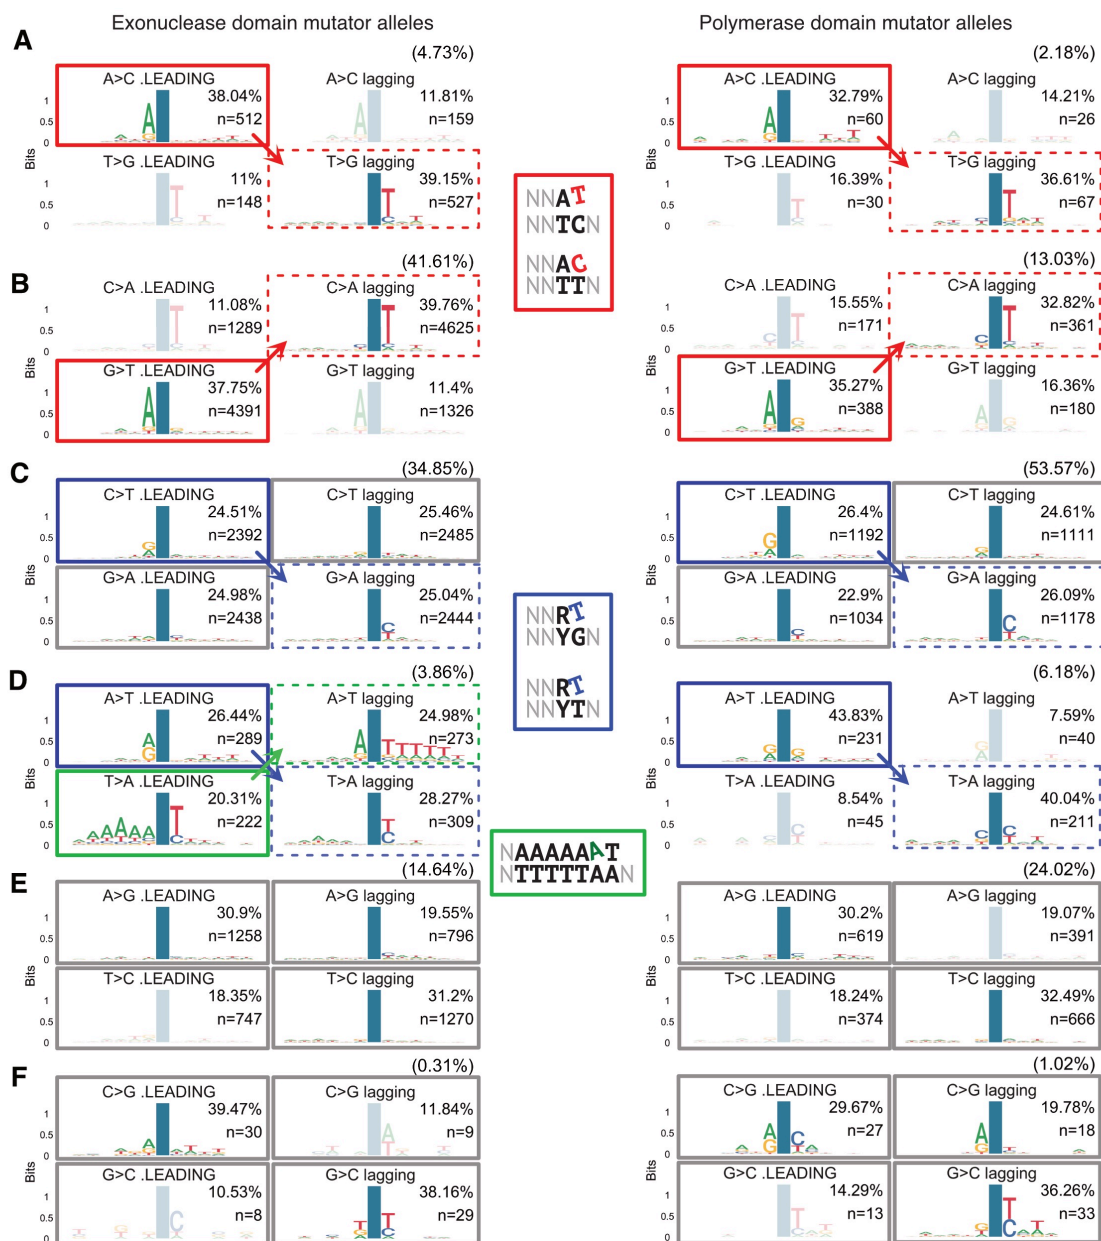 Exonuclease domain mutator alleles
Polymerase domain mutator alleles
A
(4.73%)
(2.18%)
A>C .LEADING
38.04%
n=512
A>C lagging
11.81%
n=159
A>C .LEADING
32.79%
n=60
A>C lagging
14.21%
n=26
1
0.5
0
Bits
T>G .LEADING
11%
n=148
T>G lagging
39.15%
n=527
T>G .LEADING
16.39%
n=30
T>G lagging
36.61%
n=67
NNAT
NNTCN
NNAC
NNTTN
B
(41.61%)
(13.03%)
C>A .LEADING
11.08%
n=1289
C>A lagging
39.76%
n=4625
C>A .LEADING
15.55%
n=171
C>A lagging
32.82%
n=361
G>T .LEADING
37.75%
n=4391
G>T lagging
11.4%
n=1326
G>T .LEADING
35.27%
n=388
G>T lagging
16.36%
n=180
C
(34.85%)
(53.57%)
C>T .LEADING
24.51%
n=2392
C>T lagging
25.46%
n=2485
C>T .LEADING
26.4%
n=1192
C>T lagging
24.61%
n=1111
G>A .LEADING
24.98%
n=2438
G>A lagging
25.04%
n=2444
G>A .LEADING
22.9%
n=1034
G>A lagging
26.09%
n=1178
NNRT
NNYGN
NNRT
NNYTN
D
(3.86%)
(6.18%)
A>T .LEADING
26.44%
n=289
A>T lagging
24.98%
n=273
A>T .LEADING
43.83%
n=231
A>T lagging
7.59%
n=40
T>A .LEADING
20.31%
n=222
T>A lagging
28.27%
n=309
T>A .LEADING
8.54%
n=45
T>A lagging
40.04%
n=211
NAAAAAAT
NTTTTTAAN
E
(14.64%)
(24.02%)
A>G .LEADING
30.9%
n=1258
A>G lagging
19.55%
n=796
A>G .LEADING
30.2%
n=619
A>G lagging
19.07%
n=391
T>C .LEADING
18.35%
n=747
T>C lagging
31.2%
n=1270
T>C .LEADING
18.24%
n=374
T>C lagging
32.49%
n=666
F
(0.31%)
(1.02%)
C>G .LEADING
39.47%
n=30
C>G lagging
11.84%
n=9
C>G .LEADING
29.67%
n=27
C>G lagging
19.78%
n=18
G>C .LEADING
10.53%
n=8
G>C lagging
38.16%
n=29
G>C .LEADING
14.29%
n=13
G>C lagging
36.26%
n=33